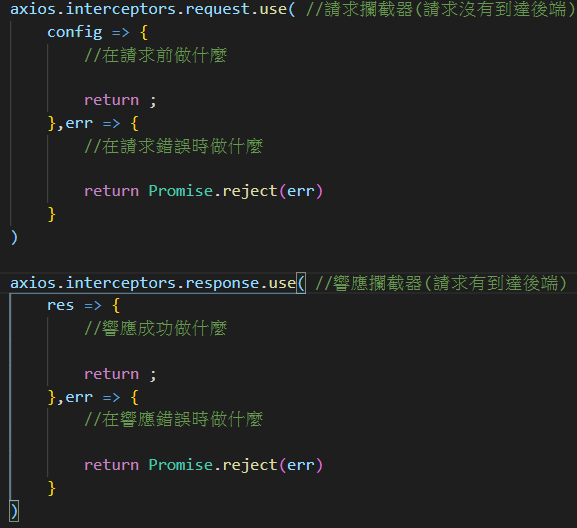 axios.interceptors.request.use( //請求攔截器(請求沒有到達後端)
config => {
//在請求前做什麼
return ;
},err => {
//在請求錯誤時做什麼
return Promise.reject(err)
}
)
axios.interceptors.response.use( //響應攔截器(請求有到達後端)
res => {
//響應成功做什麼
return ;
},err => {
//在響應錯誤時做什麼
return Promise.reject(err)
}
)